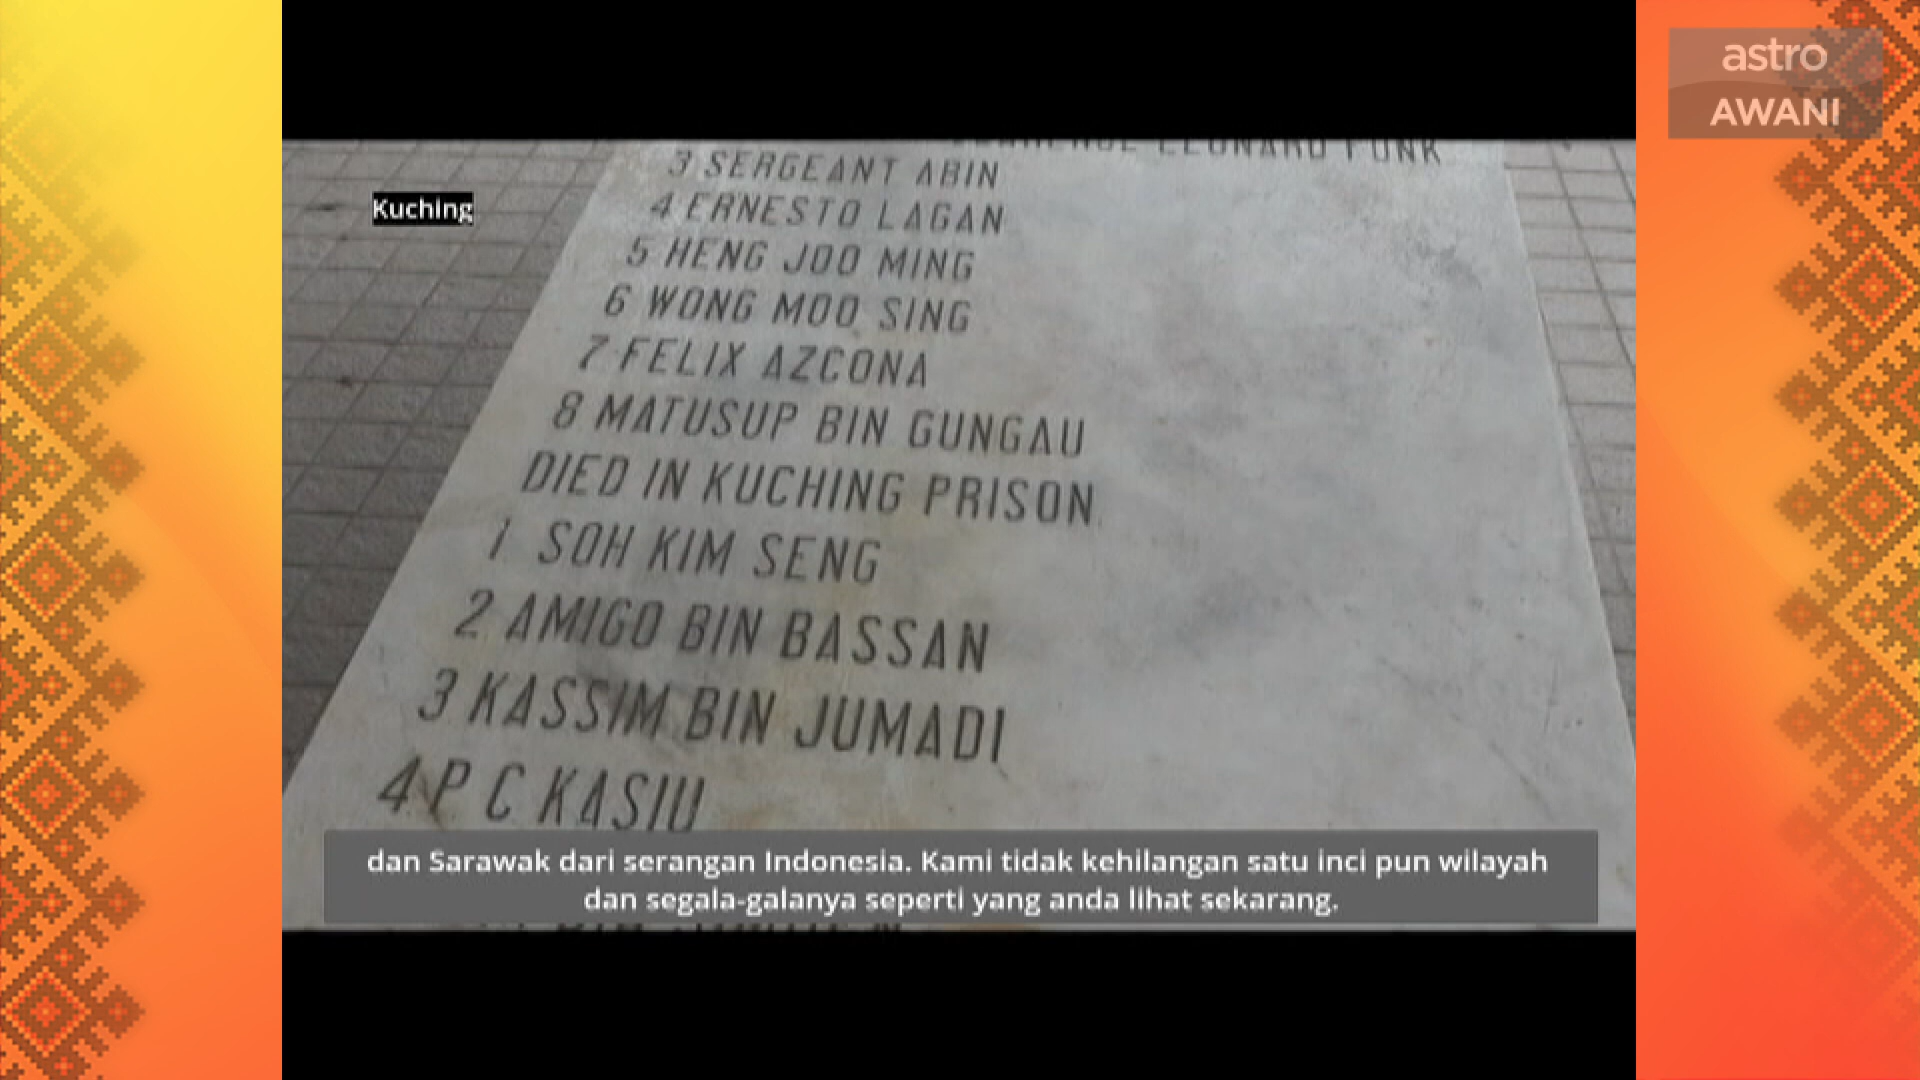 astro
AWANI
LEONARD FUNK
3 SERGEANT ABIN
Kuching
4 ERNESTO LAGAN
5 HENG JOO MING
6 WONG MOO SING
7 FELIX AZCONA
8 MATUSUP BIN GUNGAU
DIED IN KUCHING PRISON
1 SOH KIM SENG
2 AMIGO BIN BASSAN
3 KASSIM BIN JUMADI
4 P C KASIU
dan Sarawak dari serangan Indonesia. Kami tidak kehilangan satu inci pun wilayah
dan segala-galanya seperti yang anda lihat sekarang.